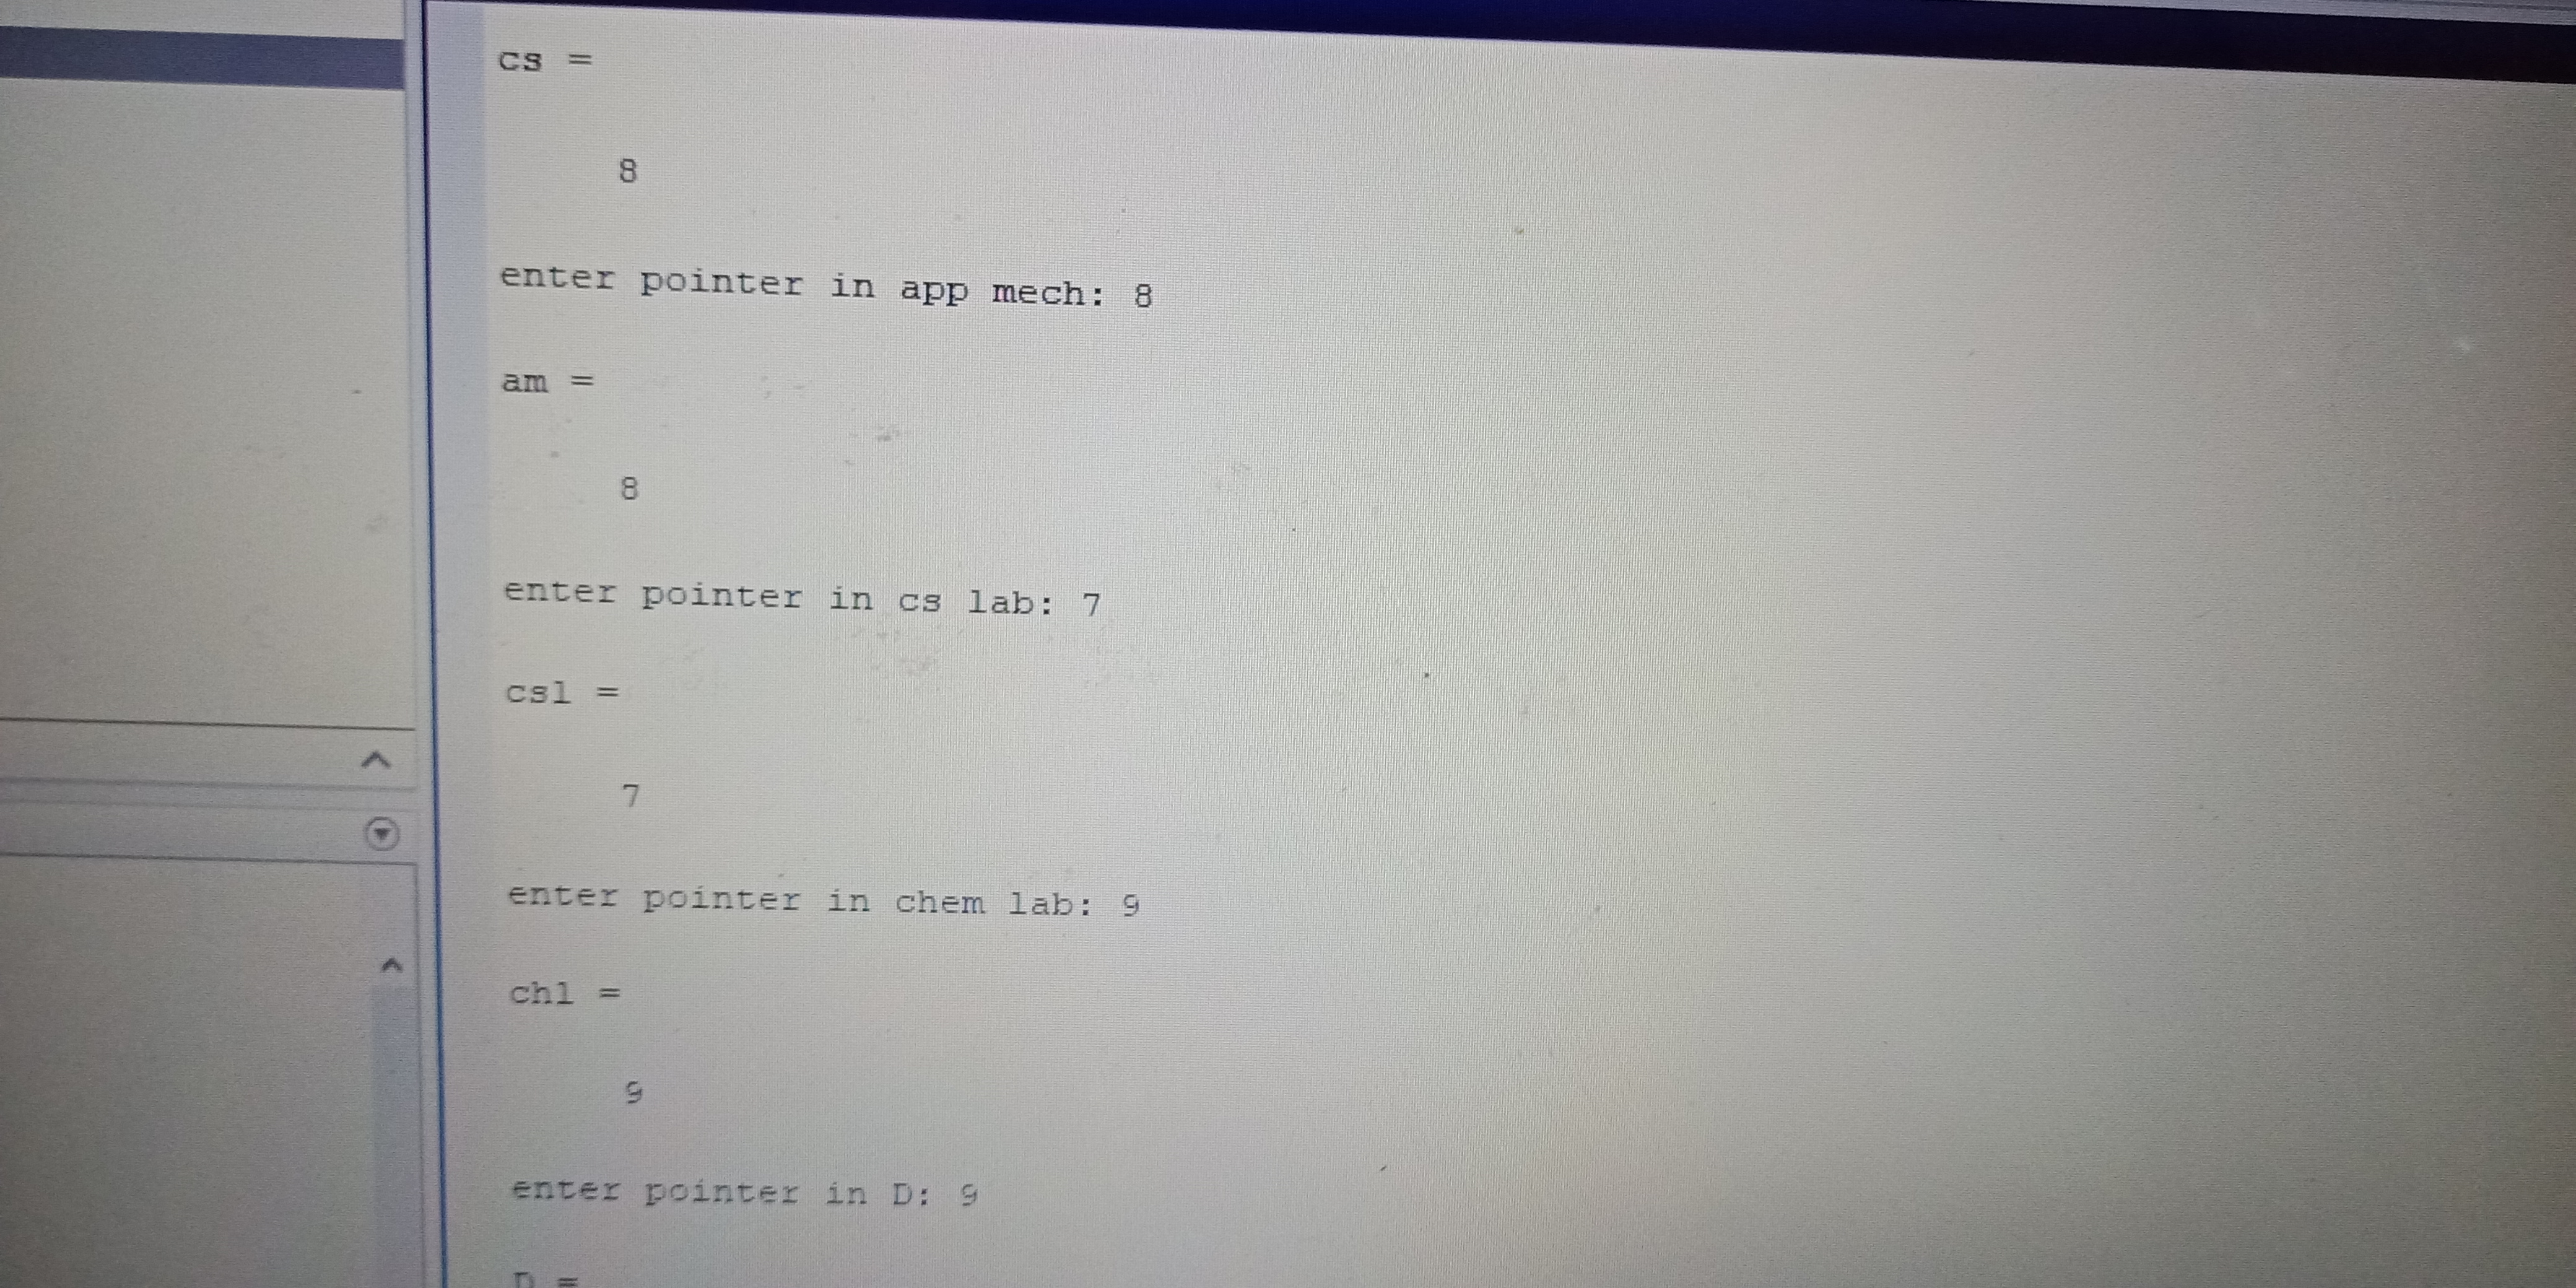 cs =
8
enter pointer in app mech: 8
am =
8
enter pointer in cs lab: 7
csl =
7
enter pointer in chem lab: 9
chl =
9
enter pointer in D: 9
D =